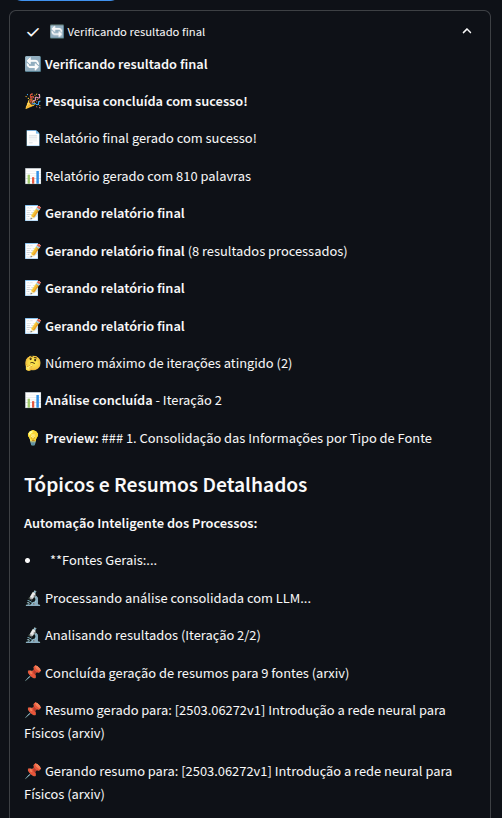 🔄 Verificando resultado final
🔄 Verificando resultado final
🎉 Pesquisa concluída com sucesso!
📄 Relatório final gerado com sucesso!
📊 Relatório gerado com 810 palavras
📝 Gerando relatório final
📝 Gerando relatório final (8 resultados processados)
📝 Gerando relatório final
📝 Gerando relatório final
🤔 Número máximo de iterações atingido (2)
📊 Análise concluída - Iteração 2
💡 Preview: ### 1. Consolidação das Informações por Tipo de Fonte
Tópicos e Resumos Detalhados
Automação Inteligente dos Processos:
• **Fontes Gerais:...
🔬 Processando análise consolidada com LLM...
🔬 Analisando resultados (Iteração 2/2)
📌 Concluída geração de resumos para 9 fontes (arxiv)
📌 Resumo gerado para: [2503.06272v1] Introdução a rede neural para
Físicos (arxiv)
📌 Gerando resumo para: [2503.06272v1] Introdução a rede neural para
Físicos (arxiv)